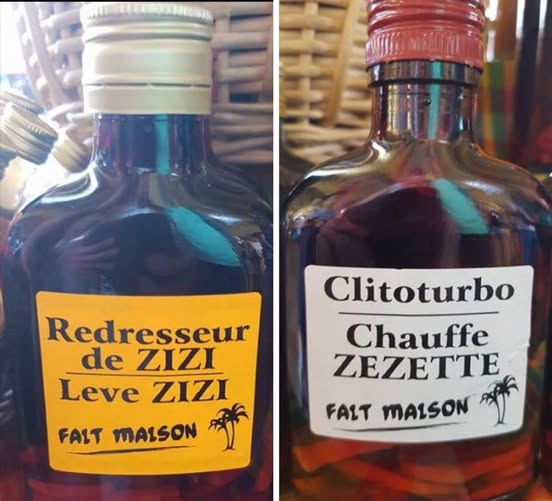 Redresseur
de ZIZI
Leve ZIZI
FAIT MAISON
Clitoturbo
Chauffe
ZEZETTE
FAIT MAISON